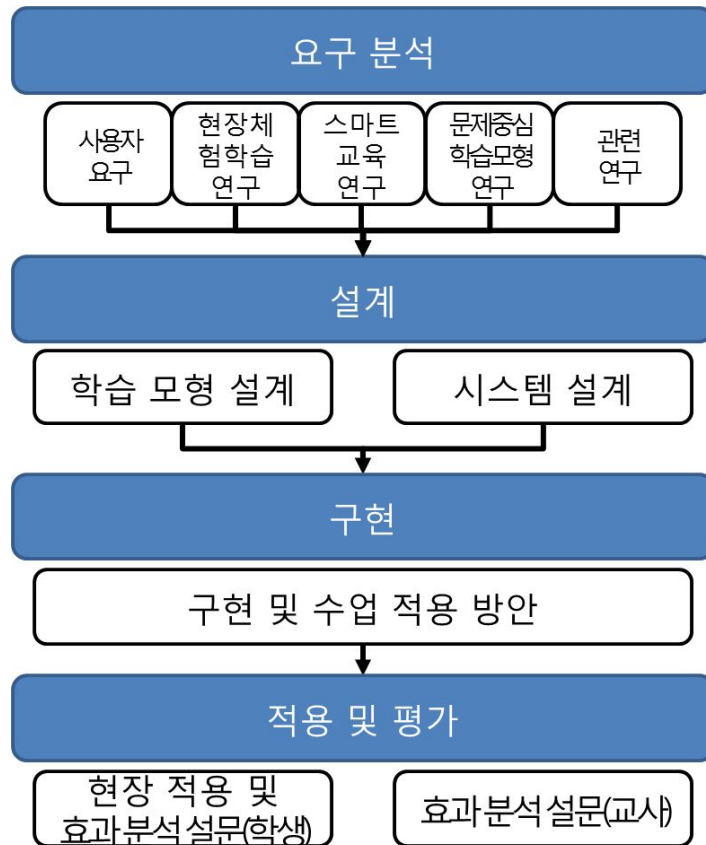 요구 분석
사용자
요구
현장체
험학습
연구
스마트
교육
연구
문제중심
학습모형
연구
관련
연구
설계
학습 모형 설계
시스템 설계
구현
구현 및 수업 적용 방안
적용 및 평가
현장 적용 및
효과분석설문(학생)
효과분석설문(교사)